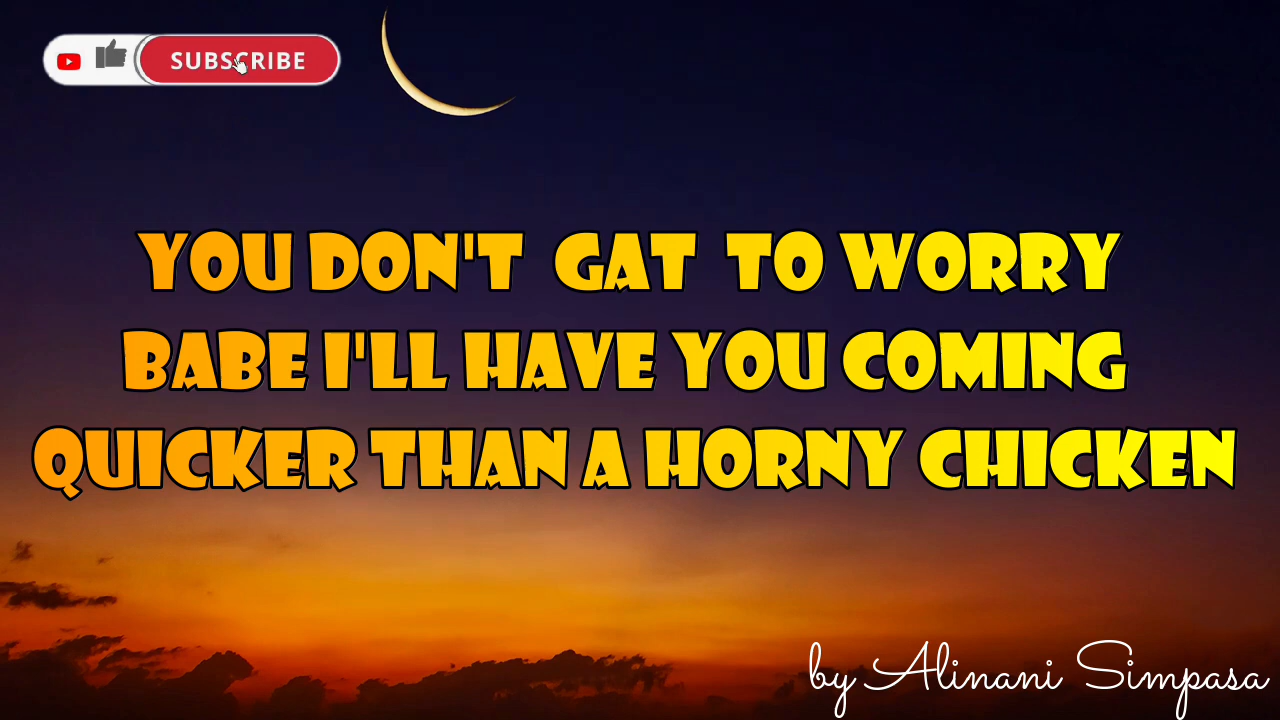 SUBSCRIBE
YOU DON'T GAT TO WORRY
BABE I'LL HAVE YOU COMING
QUICKER THAN A HORNY CHICKEN
by Alinani Simpasa